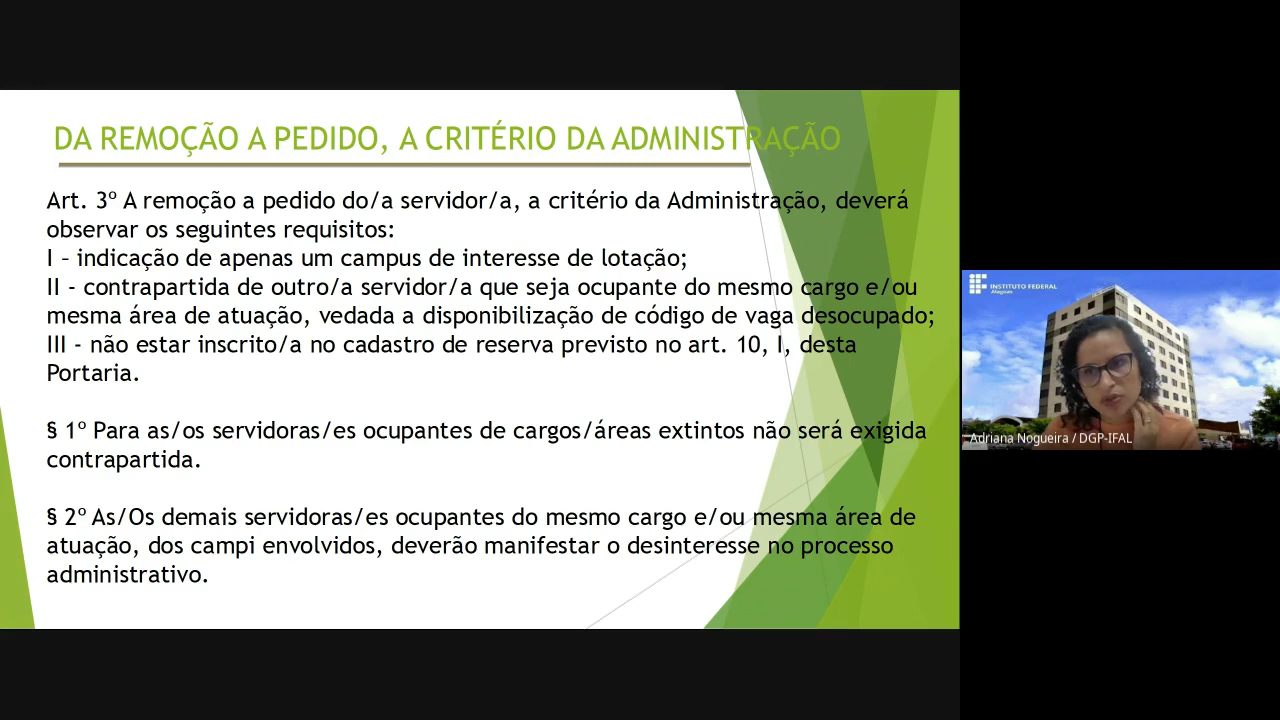 DA REMOÇÃO A PEDIDO, A CRITÉRIO DA ADMINISTRAÇÃO
Art. 3º A remoção a pedido do/a servidor/a, a critério da Administração, deverá
observar os seguintes requisitos:
I – indicação de apenas um campus de interesse de lotação;
II - contrapartida de outro/a servidor/a que seja ocupante do mesmo cargo e/ou
mesma área de atuação, vedada a disponibilização de código de vaga desocupado;
III - não estar inscrito/a no cadastro de reserva previsto no art. 10, I, desta
Portaria.
§ 1º Para as/os servidoras/es ocupantes de cargos/áreas extintos não será exigida
contrapartida.
§ 2º As/Os demais servidoras/es ocupantes do mesmo cargo e/ou mesma área de
atuação, dos campi envolvidos, deverão manifestar o desinteresse no processo
administrativo.
INSTITUTO FEDERAL
Alagoas
Adriana Nogueira / DGP-IFAL